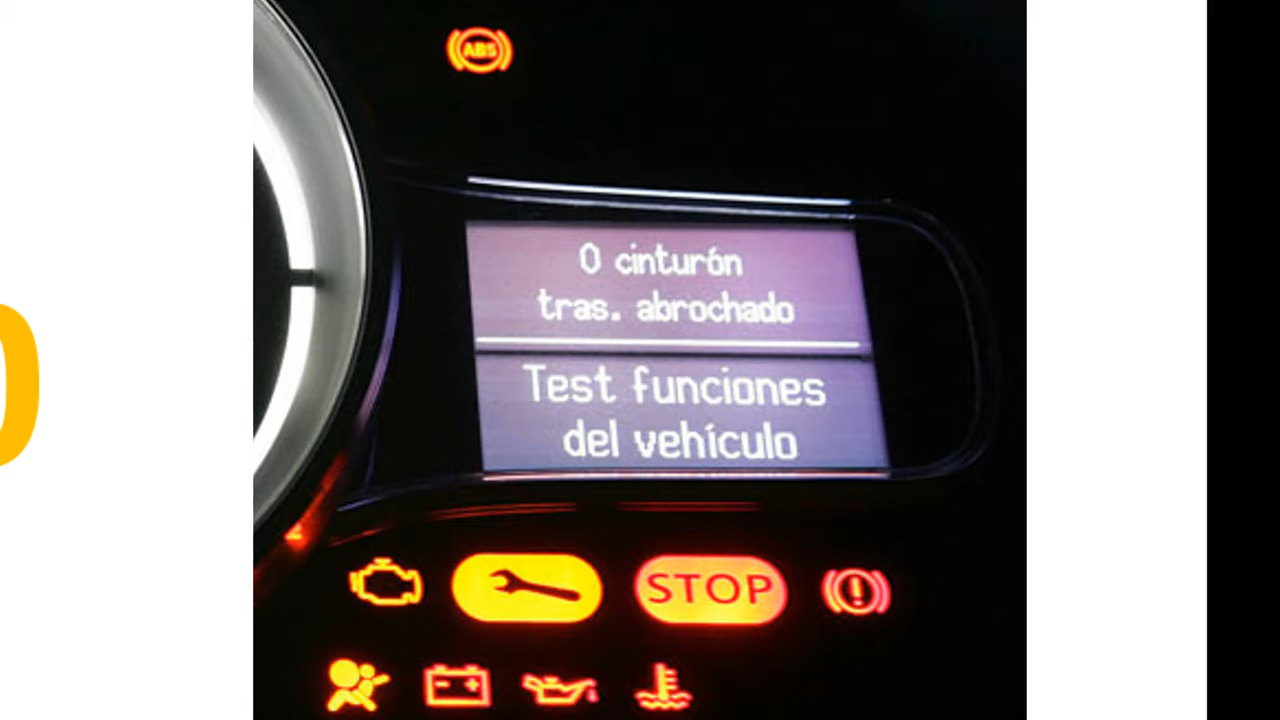 ABS
0 cinturón
tras. abrochado
Test funciones
del vehículo
STOP